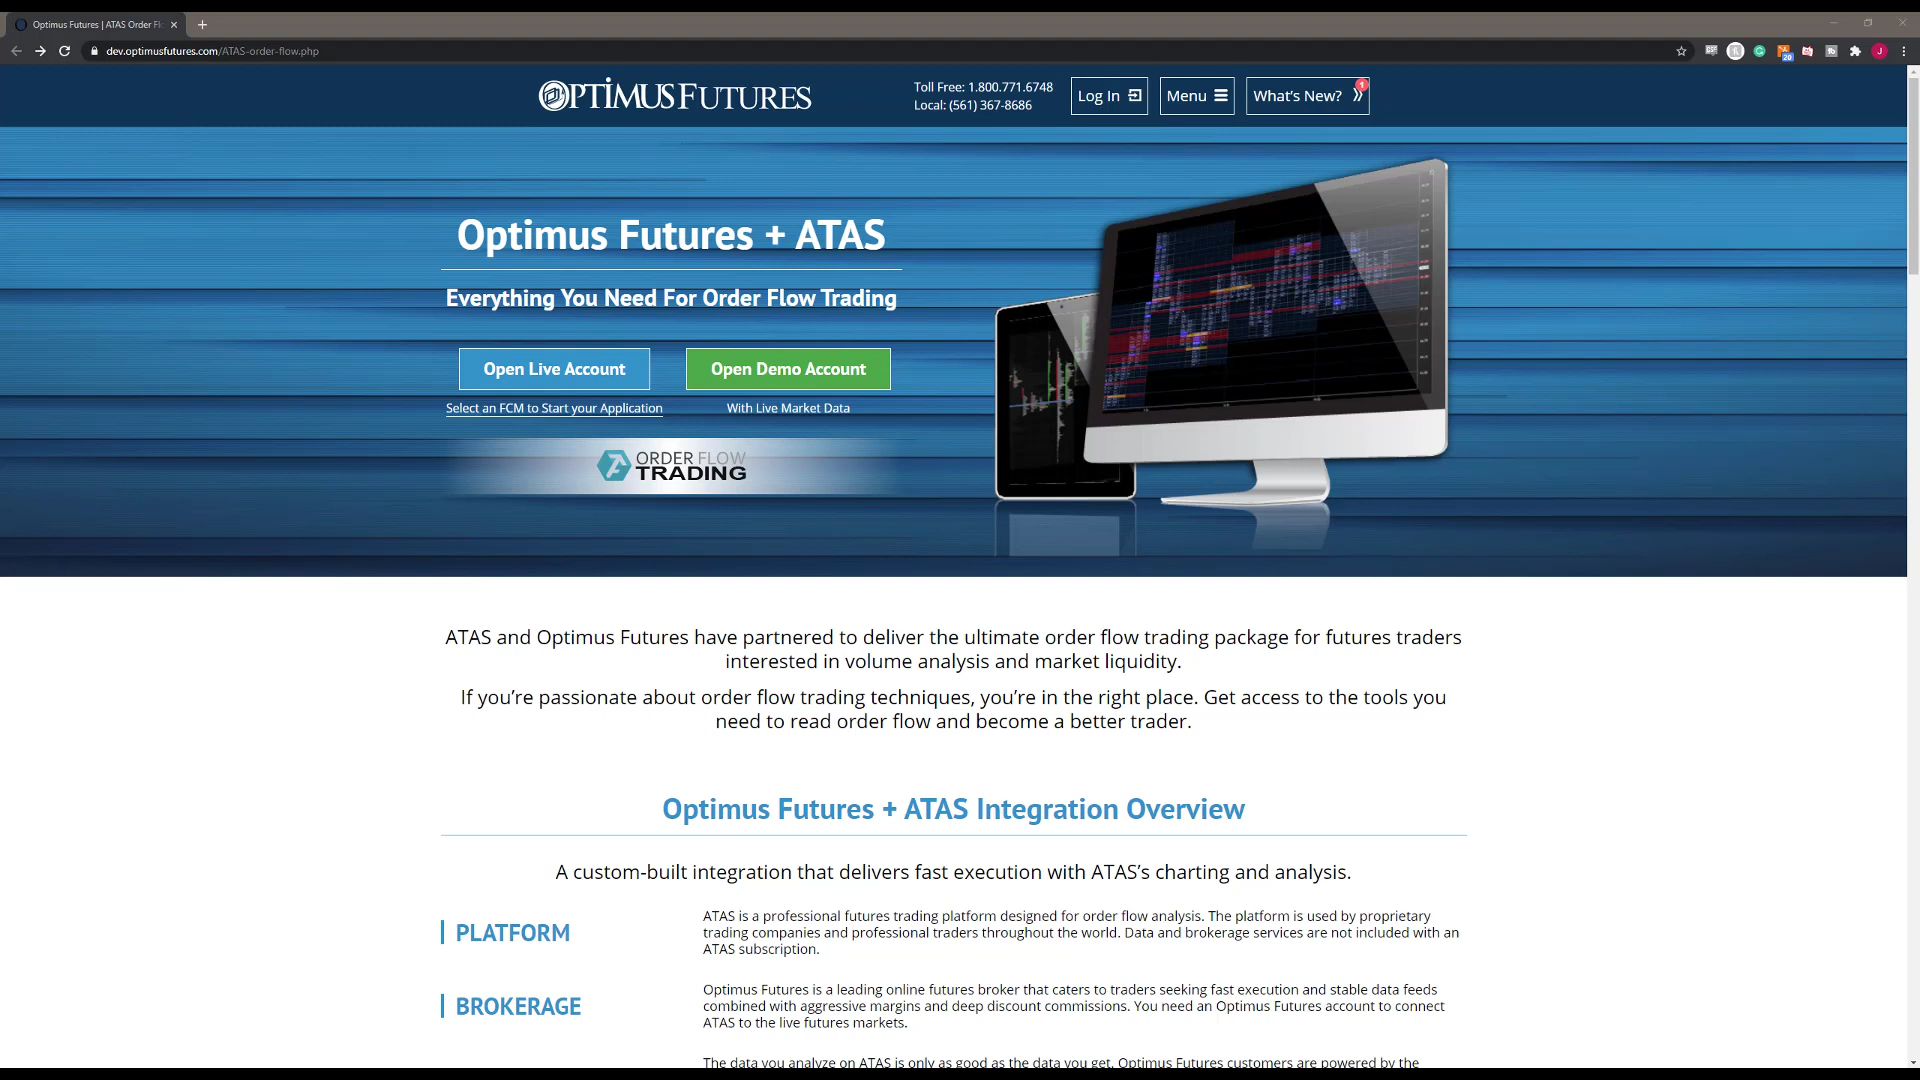 Optimus Futures | ATAS Order Fl
dev.optimusfutures.com/ATAS-order-flow.php
20
J
OPTIMUS FUTURES
Toll Free: 1.800.771.6748
Local: (561) 367-8686
Log In
Menu
What's New?
1
Optimus Futures + ATAS
Everything You Need For Order Flow Trading
Open Live Account
Open Demo Account
Select an FCM to Start your Application
With Live Market Data
ORDER FLOW
TRADING
ATAS and Optimus Futures have partnered to deliver the ultimate order flow trading package for futures traders
interested in volume analysis and market liquidity.
If you're passionate about order flow trading techniques, you're in the right place. Get access to the tools you
need to read order flow and become a better trader.
Optimus Futures + ATAS Integration Overview
A custom-built integration that delivers fast execution with ATAS's charting and analysis.
PLATFORM
ATAS is a professional futures trading platform designed for order flow analysis. The platform is used by proprietary
trading companies and professional traders throughout the world. Data and brokerage services are not included with an
ATAS subscription.
BROKERAGE
Optimus Futures is a leading online futures broker that caters to traders seeking fast execution and stable data feeds
combined with aggressive margins and deep discount commissions. You need an Optimus Futures account to connect
ATAS to the live futures markets.
The data you analyze on ATAS is only as good as the data you get. Optimus Futures customers are powered by the